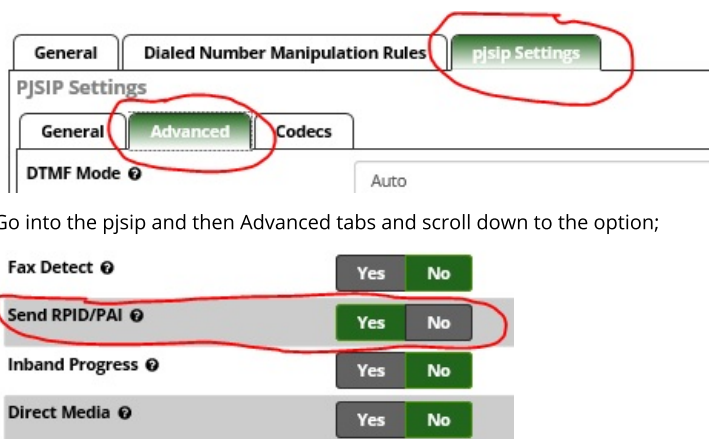 General Dialed Number Manipulation Rules pjsip Settings
PJSIP Settings
General Advanced Codecs
DTMF Mode Auto
Go into the pjsip and then Advanced tabs and scroll down to the option;
Fax Detect Yes No
Send RPID/PAI Yes No
Inband Progress Yes No
Direct Media Yes No